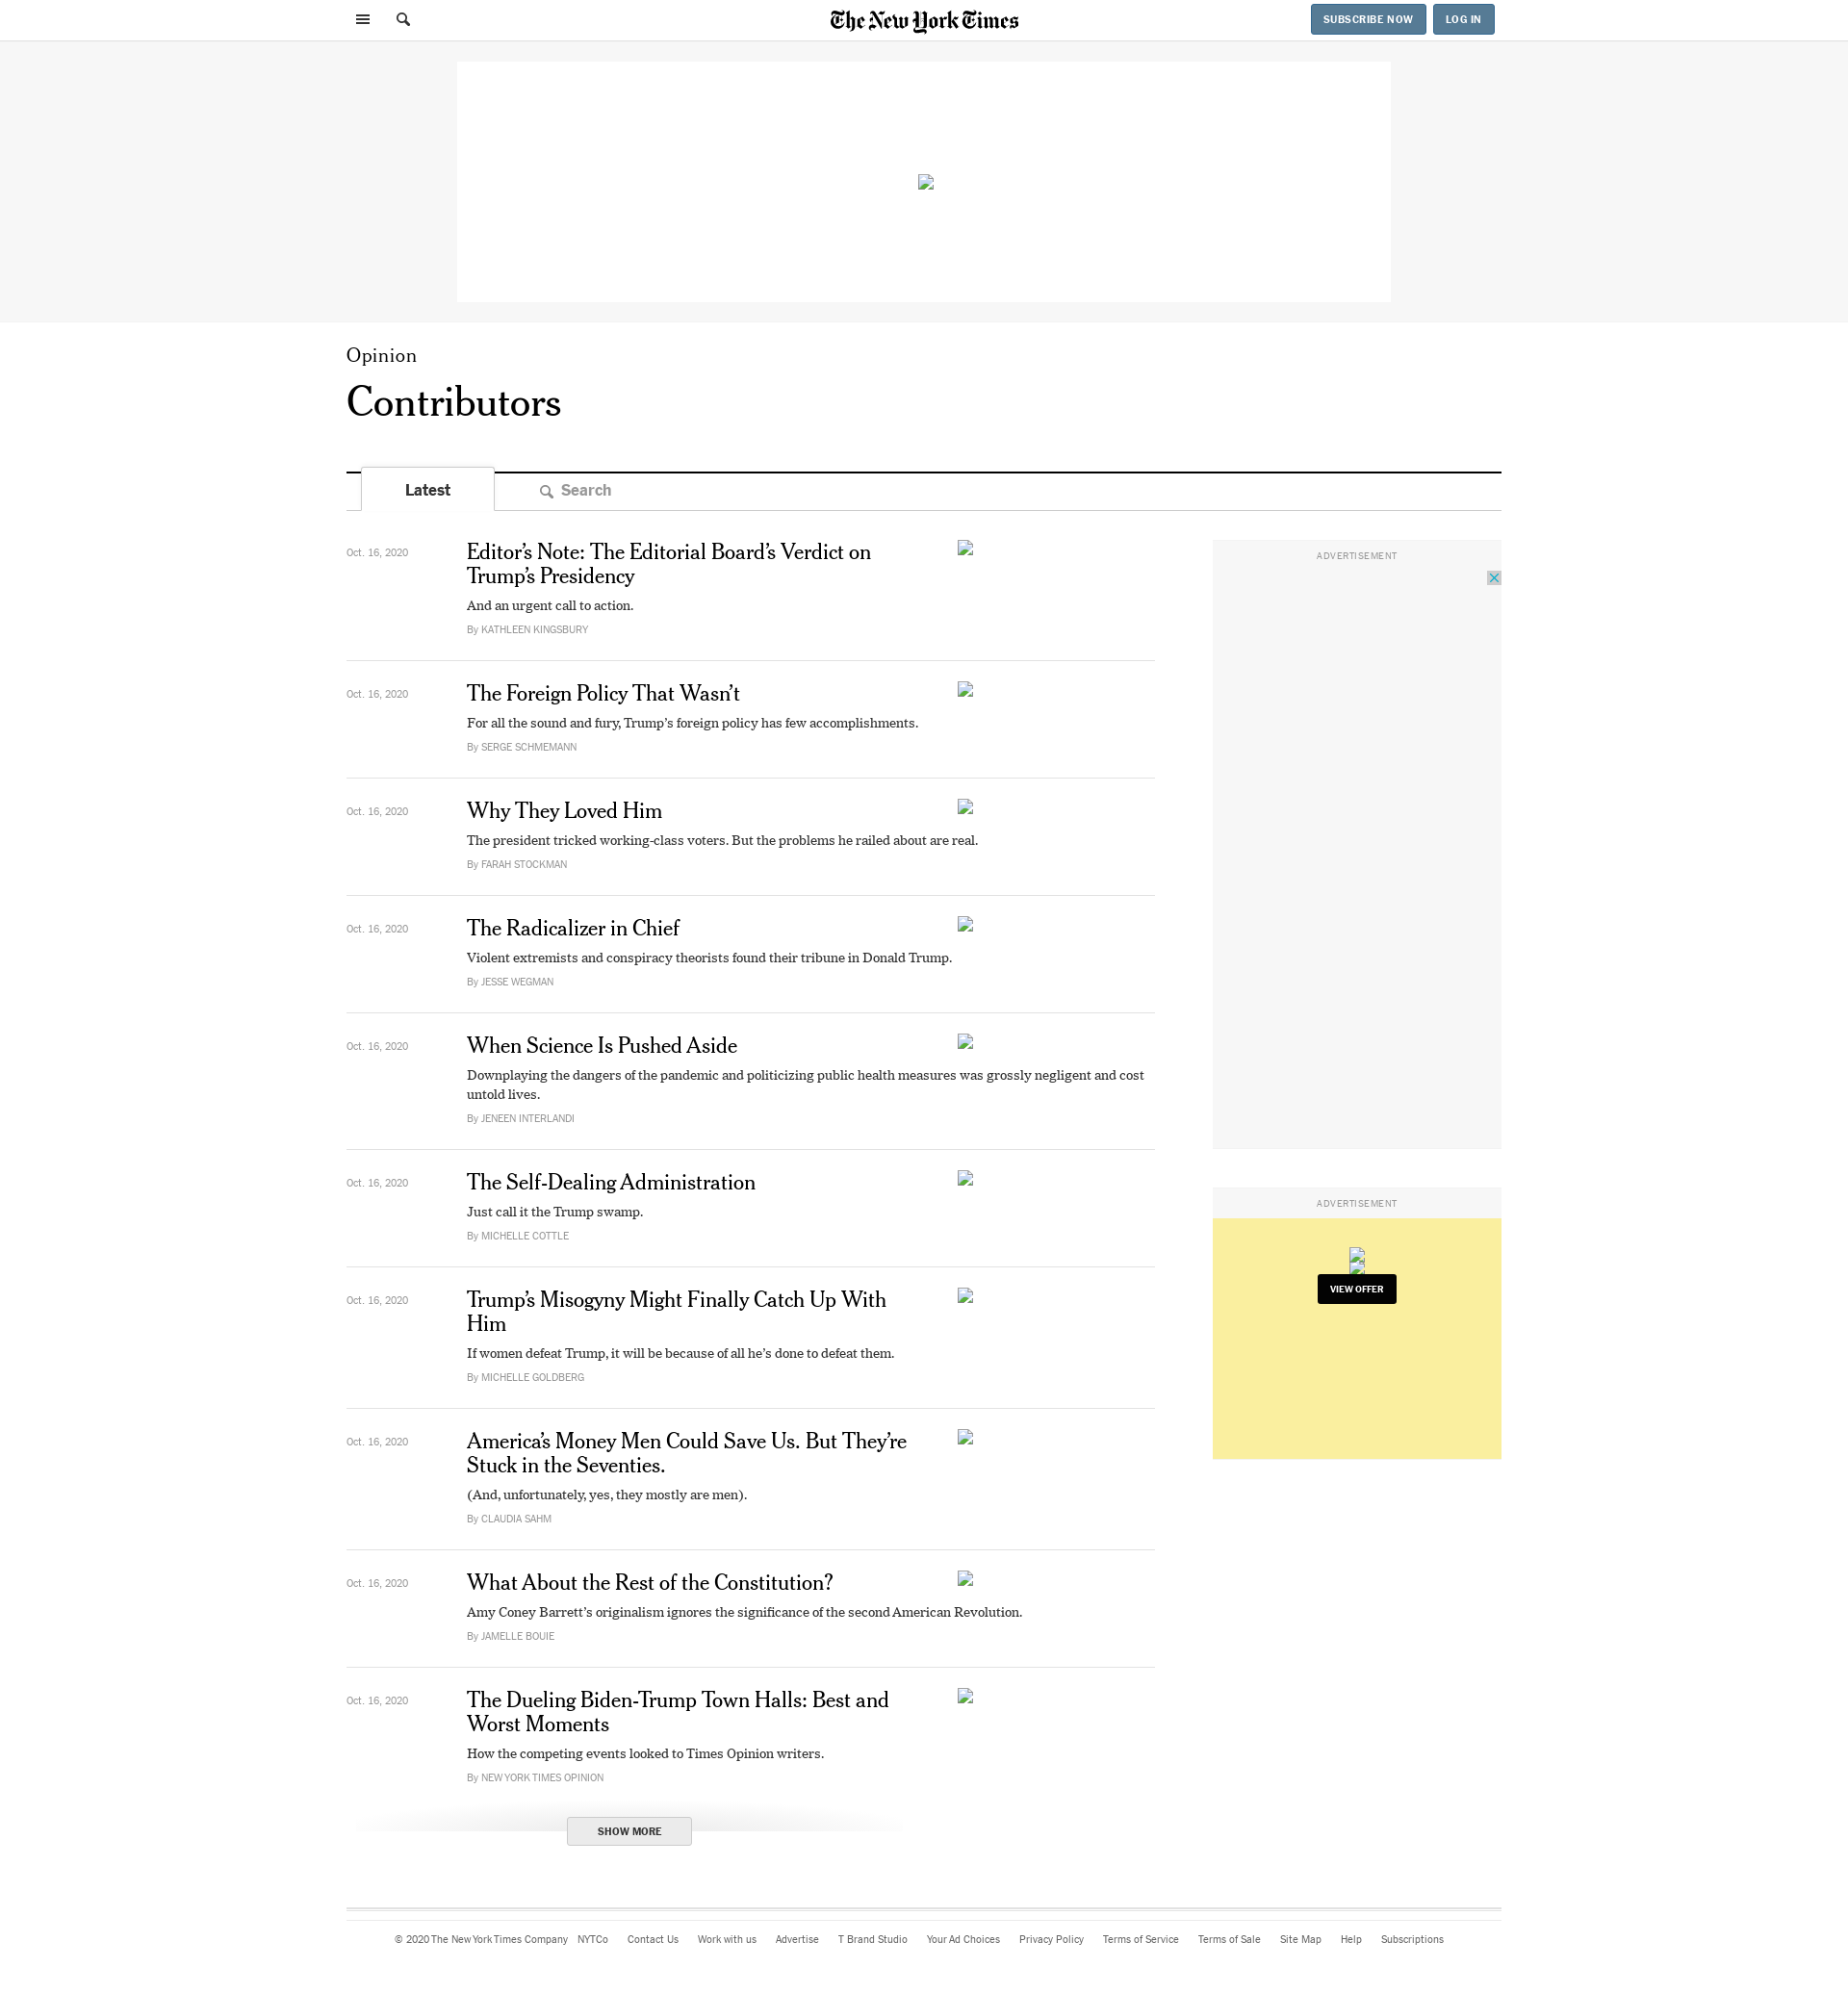 The New York Times
SUBSCRIBE NOW
LOG IN
Opinion
Contributors
Latest
Search
Oct. 16, 2020
Editor’s Note: The Editorial Board’s Verdict on
Trump’s Presidency
And an urgent call to action.
By KATHLEEN KINGSBURY
Oct. 16, 2020
The Foreign Policy That Wasn’t
For all the sound and fury, Trump’s foreign policy has few accomplishments.
By SERGE SCHMEMANN
Oct. 16, 2020
Why They Loved Him
The president tricked working-class voters. But the problems he railed about are real.
By FARAH STOCKMAN
Oct. 16, 2020
The Radicalizer in Chief
Violent extremists and conspiracy theorists found their tribune in Donald Trump.
By JESSE WEGMAN
Oct. 16, 2020
When Science Is Pushed Aside
Downplaying the dangers of the pandemic and politicizing public health measures was grossly negligent and cost
untold lives.
By JENEEN INTERLANDI
Oct. 16, 2020
The Self-Dealing Administration
Just call it the Trump swamp.
By MICHELLE COTTLE
Oct. 16, 2020
Trump’s Misogyny Might Finally Catch Up With
Him
If women defeat Trump, it will be because of all he’s done to defeat them.
By MICHELLE GOLDBERG
Oct. 16, 2020
America’s Money Men Could Save Us. But They’re
Stuck in the Seventies.
(And, unfortunately, yes, they mostly are men).
By CLAUDIA SAHM
Oct. 16, 2020
What About the Rest of the Constitution?
Amy Coney Barrett’s originalism ignores the significance of the second American Revolution.
By JAMELLE BOUIE
Oct. 16, 2020
The Dueling Biden-Trump Town Halls: Best and
Worst Moments
How the competing events looked to Times Opinion writers.
By NEW YORK TIMES OPINION
SHOW MORE
ADVERTISEMENT
ADVERTISEMENT
VIEW OFFER
© 2020 The New York Times Company NYTCo Contact Us Work with us Advertise T Brand Studio Your Ad Choices Privacy Policy Terms of Service Terms of Sale Site Map Help Subscriptions